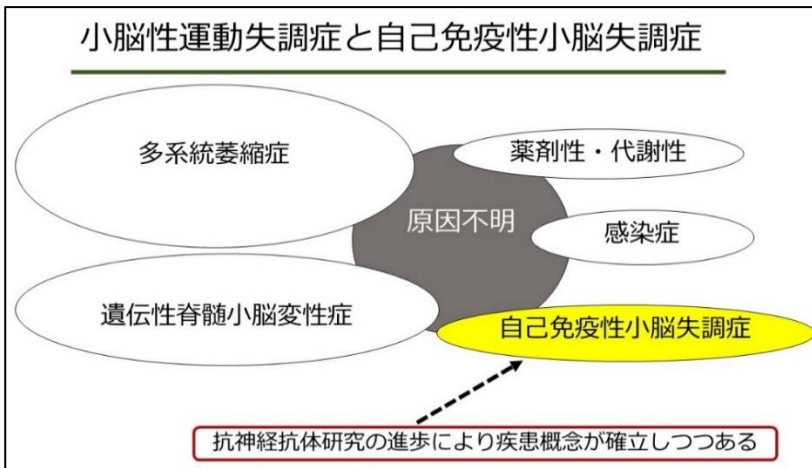 小脳性運動失調症と自己免疫性小脳失調症
多系統萎縮症
薬剤性・代謝性
原因不明
感染症
遺伝性脊髄小脳変性症
自己免疫性小脳失調症
抗神経抗体研究の進歩により疾患概念が確立しつつある